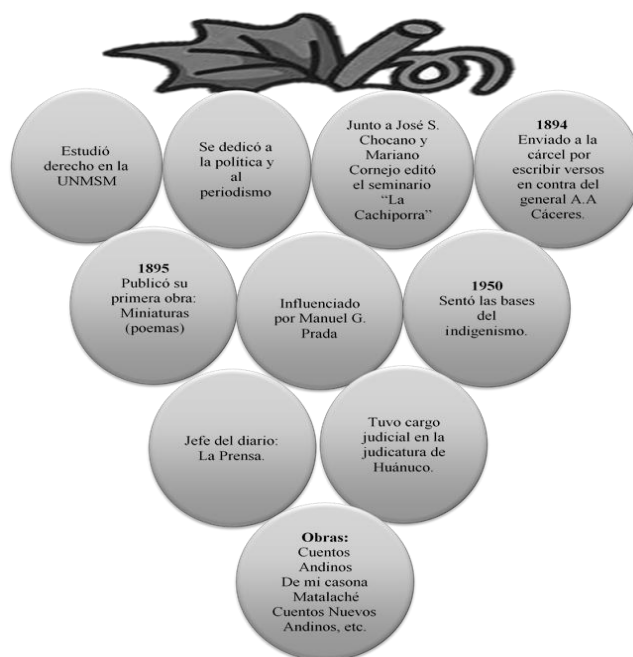 Estudió
derecho en la
UNMSM
Se dedicó a
la política y
al
periodismo
Junto a José S.
Chocano y
Mariano
Cornejo editó
el seminario
“La
Cachiporra”
1894
Enviado a la
cárcel por
escribir versos
en contra del
general A.A
Cáceres.
1895
Publicó su
primera obra:
Miniaturas
(poemas)
Influenciado
por Manuel G.
Prada
1950
Sentó las bases
del
indigenismo.
Jefe del diario:
La Prensa.
Tuvo cargo
judicial en la
judicatura de
Huánuco.
Obras:
Cuentos
Andinos
De mi casona
Matalaché
Cuentos Nuevos
Andinos, etc.